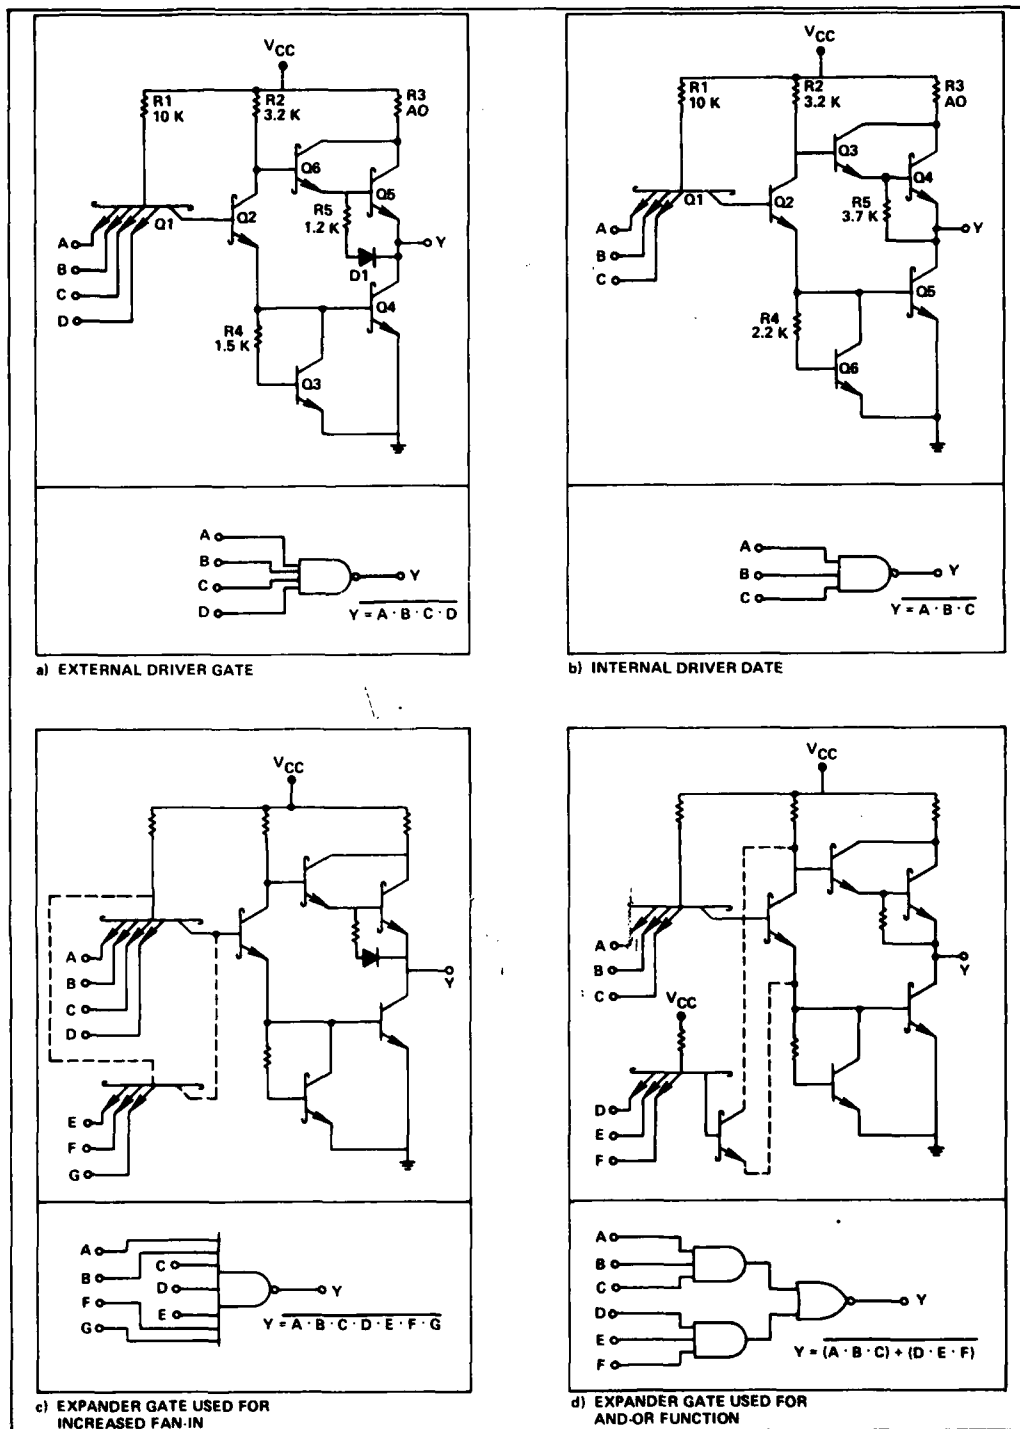 VCC
R1
10 K
R2
3.2 K
R3
AO
Q6
Q5
Q2
Q1
R5
1.2 K
A
Y
D1
B
C
Q4
D
R4
1.5 K
Q3
A
B
C
D
Y
Y = A · B · C · D
a) EXTERNAL DRIVER GATE
VCC
R1
10 K
R2
3.2 K
R3
AO
Q3
Q4
Q1
Q2
R5
3.7 K
A
Y
B
C
Q5
R4
2.2 K
Q6
A
B
C
Y
Y = A · B · C
b) INTERNAL DRIVER DATE
VCC
A
B
C
D
Y
E
F
G
A
B
C
D
E
F
G
Y
Y = A · B · C · D · E · F · G
c) EXPANDER GATE USED FOR
INCREASED FAN-IN
VCC
A
B
C
Y
VCC
D
E
F
A
B
C
D
E
F
Y
Y = (A · B · C) + (D · E · F)
d) EXPANDER GATE USED FOR
AND-OR FUNCTION